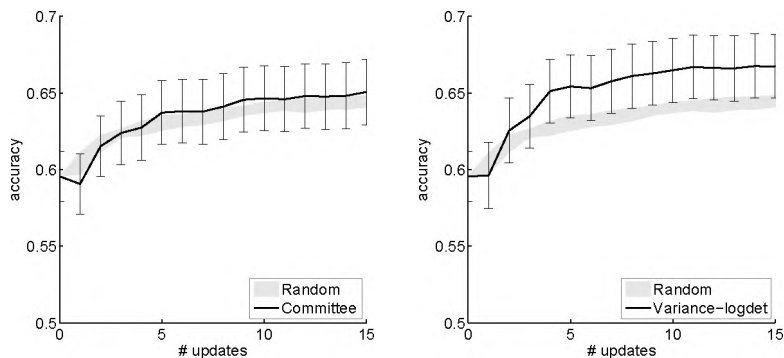 0.7
0.65
0.6
0.55
0.5
accuracy
0 5 10 15
# updates
Random
Committee
0.7
0.65
0.6
0.55
0.5
accuracy
0 5 10 15
# updates
Random
Variance-logdet